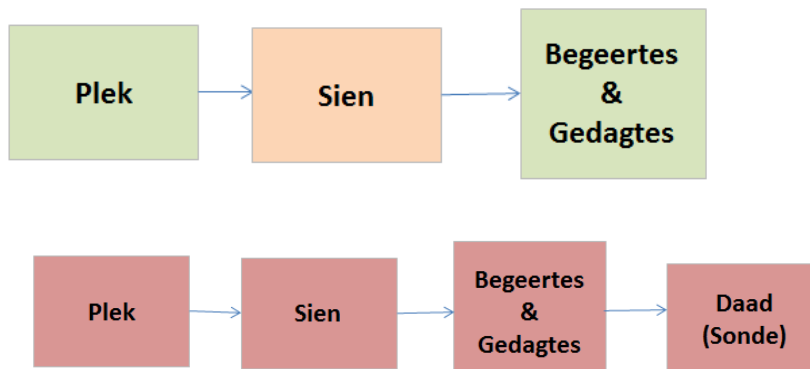 Plek
Sien
Begeertes
&
Gedagtes
Plek
Sien
Begeertes
&
Gedagtes
Daad
(Sonde)